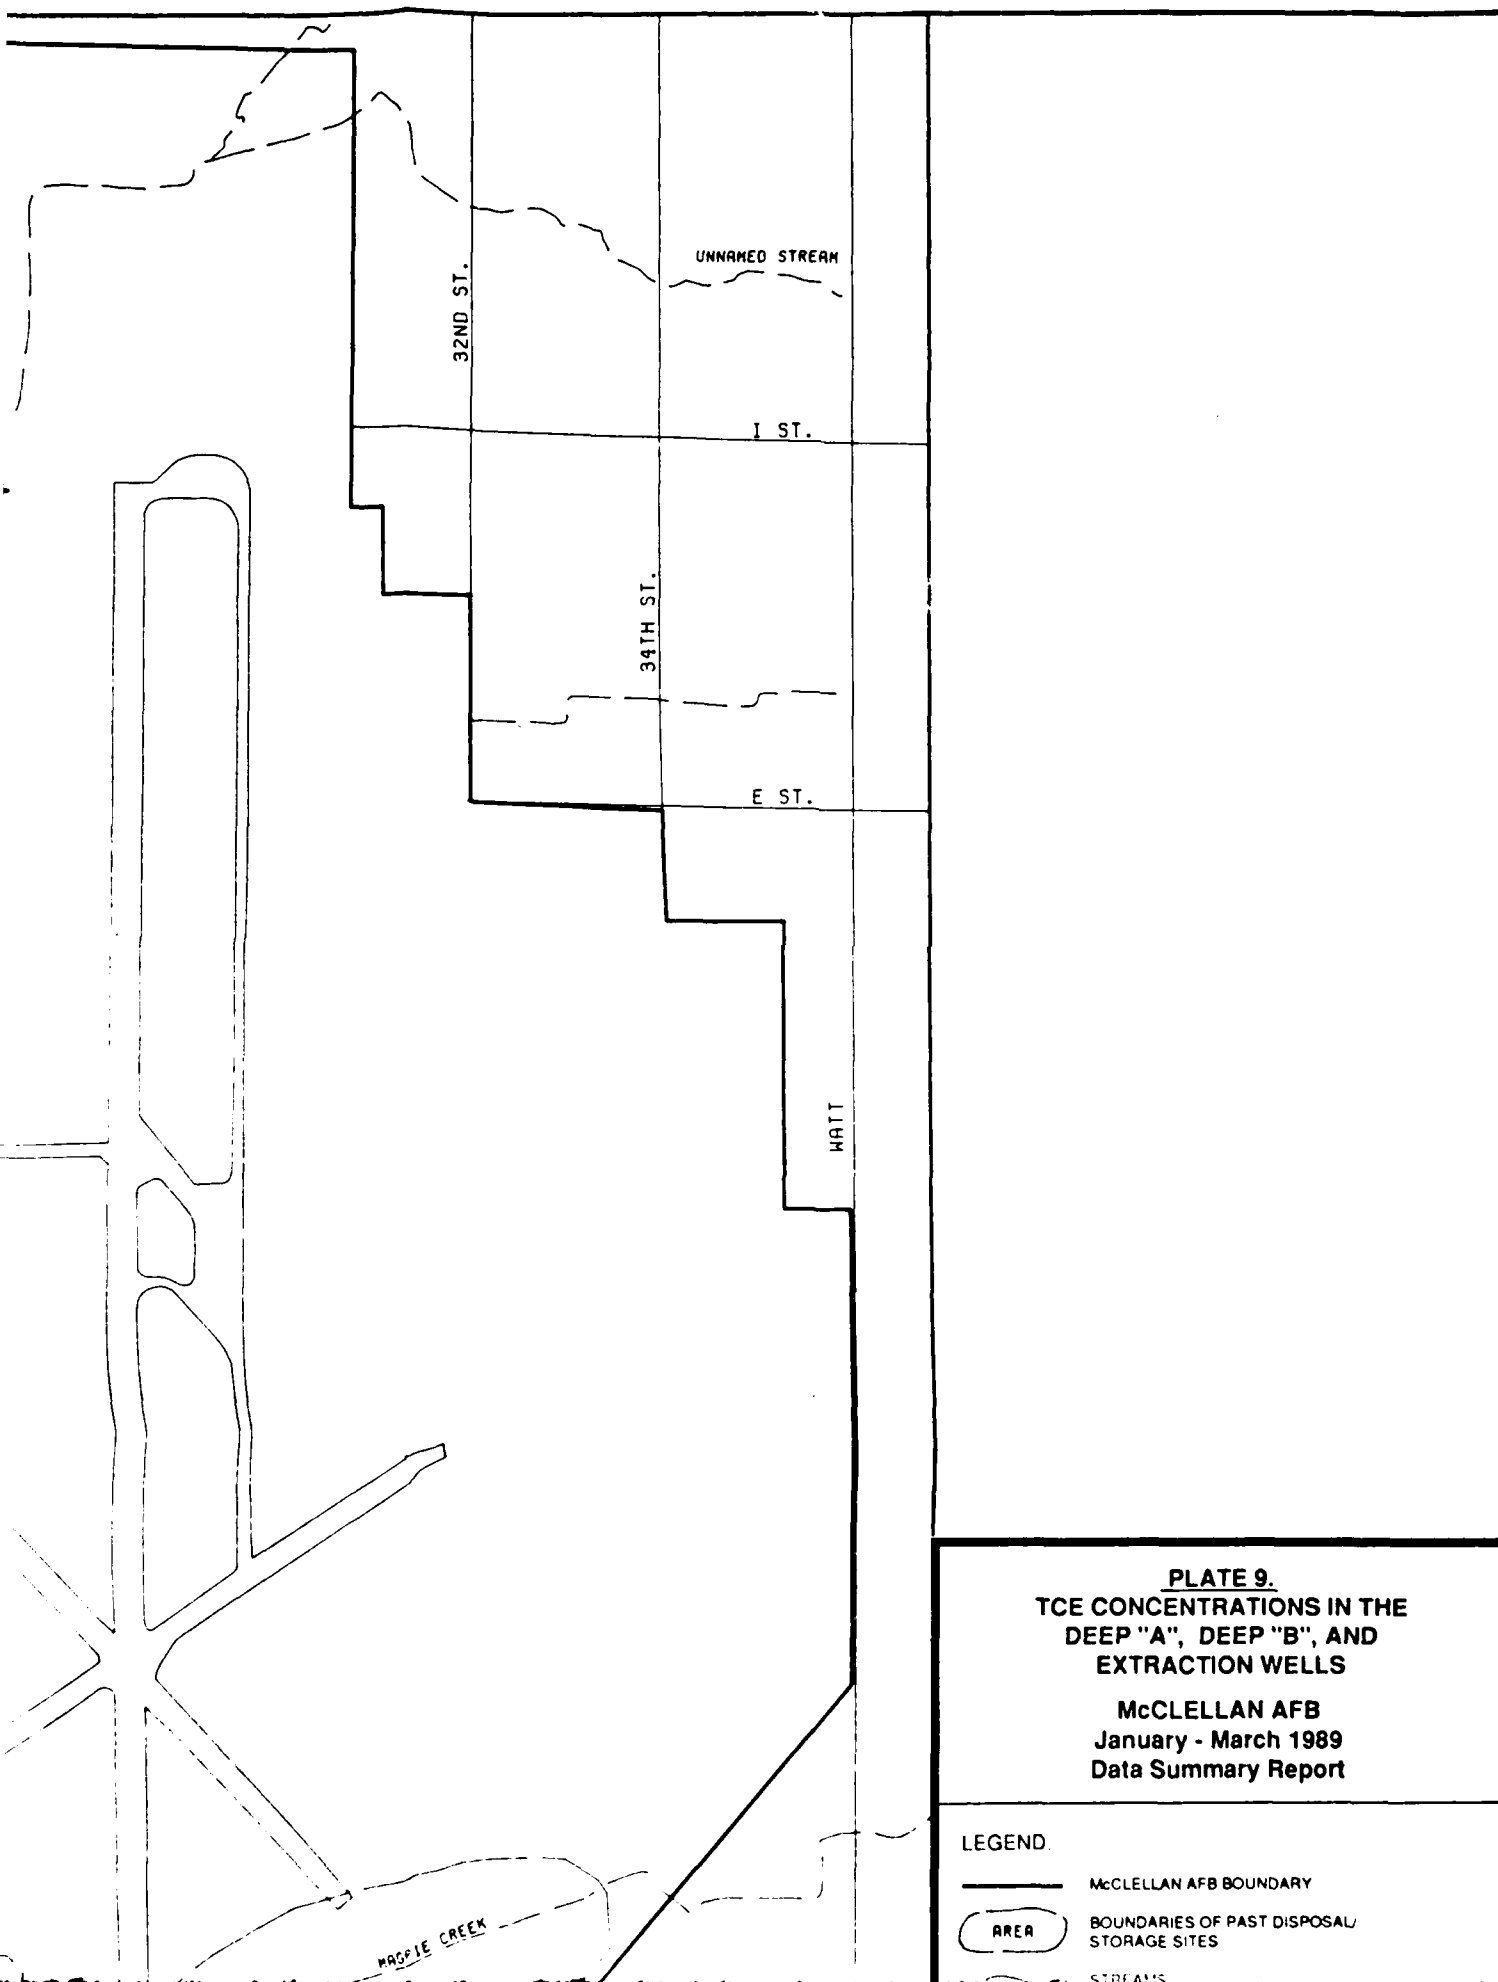 UNNAMED STREAM
32ND ST.
I ST.
34TH ST.
E ST.
WATT
MAGPIE CREEK
PLATE 9.
TCE CONCENTRATIONS IN THE
DEEP "A", DEEP "B", AND
EXTRACTION WELLS
McCLELLAN AFB
January - March 1989
Data Summary Report
LEGEND
McCLELLAN AFB BOUNDARY
AREA
BOUNDARIES OF PAST DISPOSAL/
STORAGE SITES
STREAMS